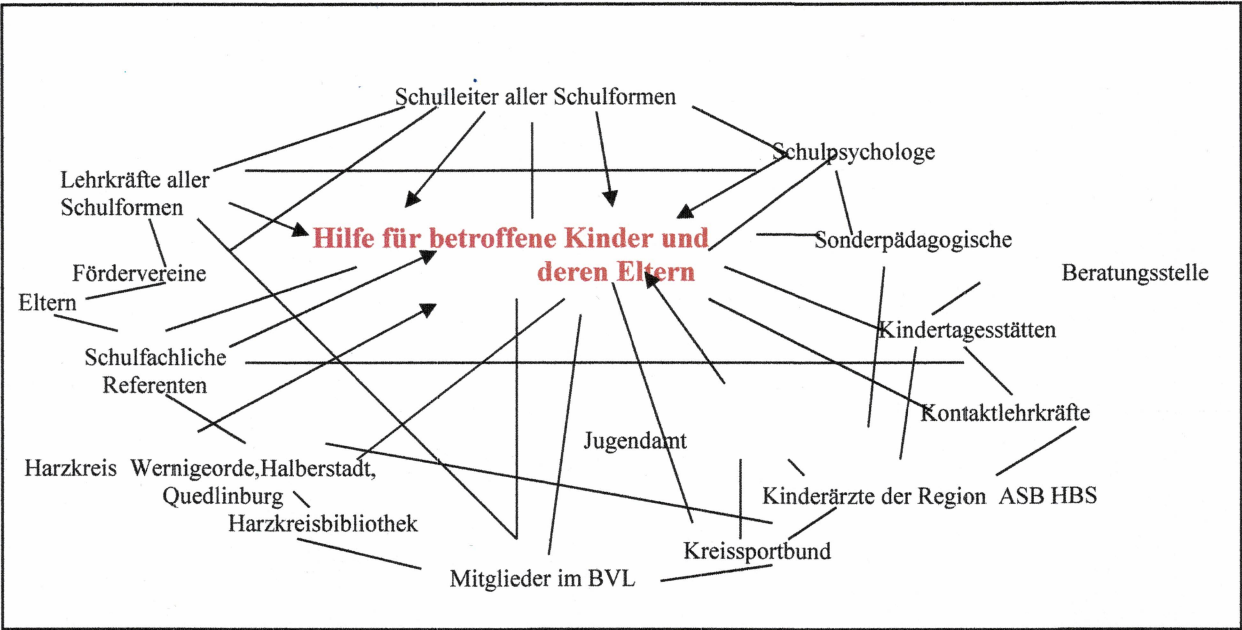 Schulleiter aller Schulformen
Schulpsychologe
Lehrkräfte aller
Schulformen
Hilfe für betroffene Kinder und
deren Eltern
Sonderpädagogische
Beratungsstelle
Fördervereine
Eltern
Kindertagesstätten
Schulfachliche
Referenten
Kontaktlehrkräfte
Jugendamt
Harzkreis Wernigeorde,Halberstadt,
Quedlinburg
Kinderärzte der Region ASB HBS
Harzkreisbibliothek
Kreissportbund
Mitglieder im BVL